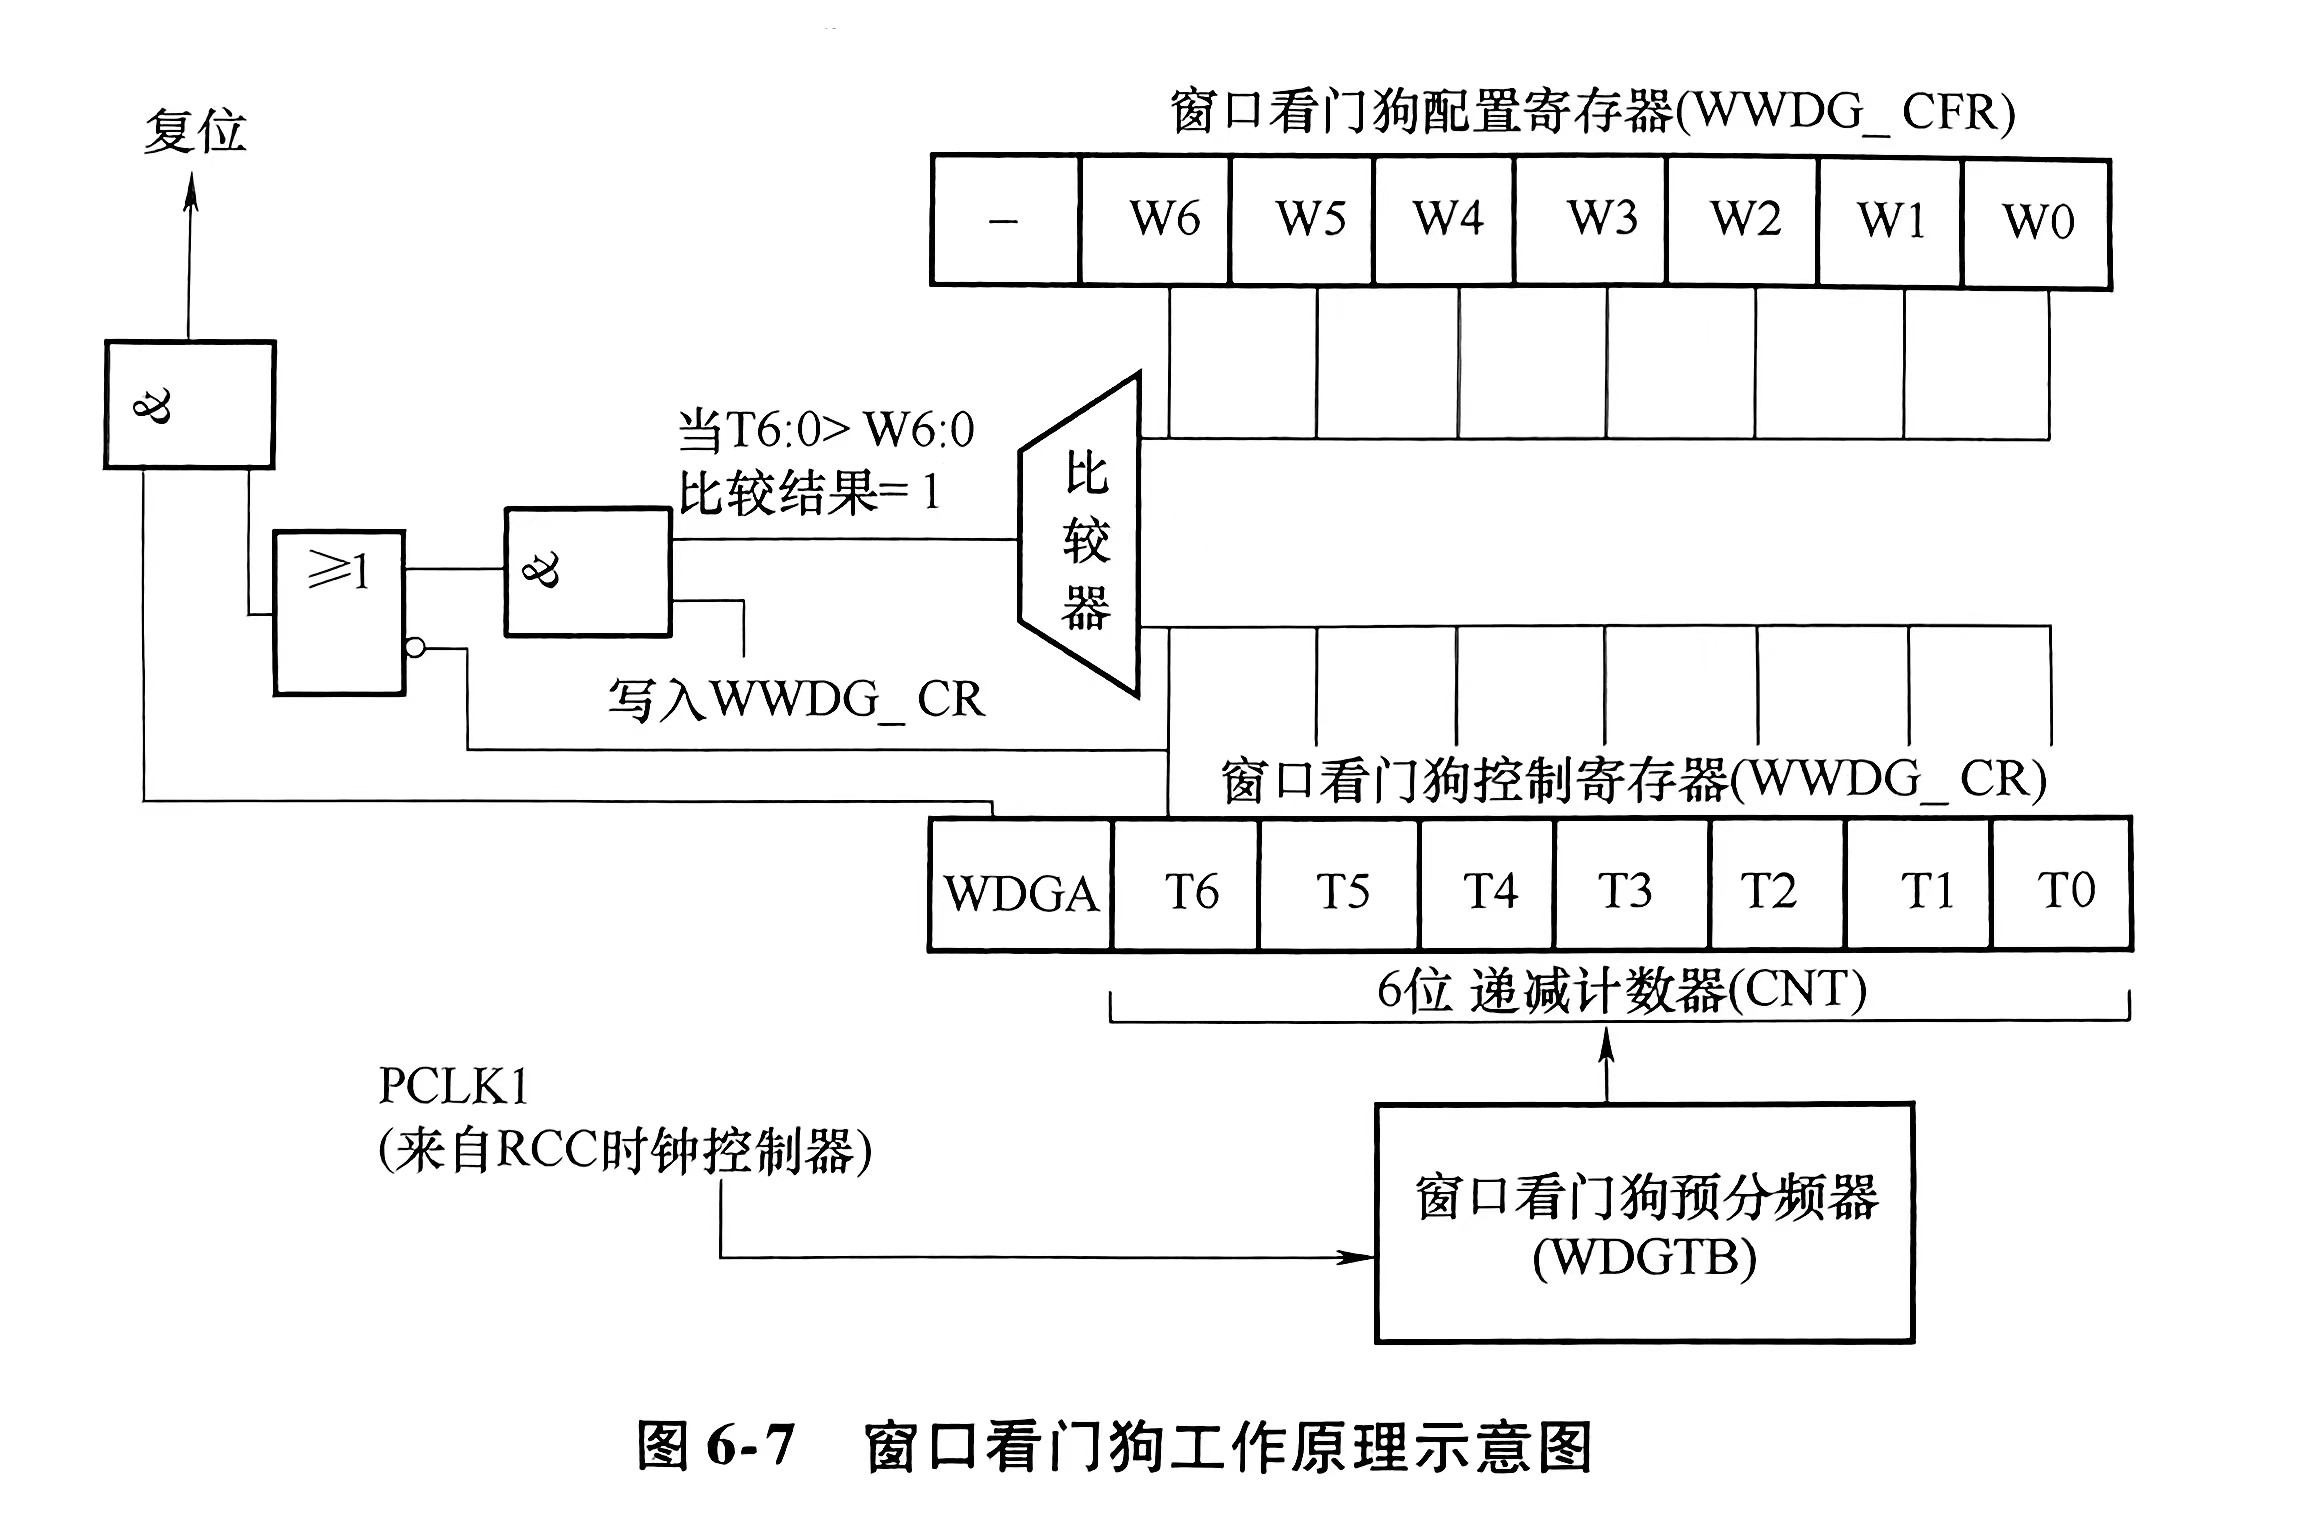 复位
窗口看门狗配置寄存器(WWDG_ CFR)
– W6 W5 W4 W3 W2 W1 W0
&
当T6:0> W6:0
比较结果= 1
比较器
≥1
&
写入WWDG_ CR
窗口看门狗控制寄存器(WWDG_ CR)
WDGA T6 T5 T4 T3 T2 T1 T0
6位 递减计数器(CNT)
PCLK1
(来自RCC时钟控制器)
窗口看门狗预分频器
(WDGTB)
图 6-7 窗口看门狗工作原理示意图